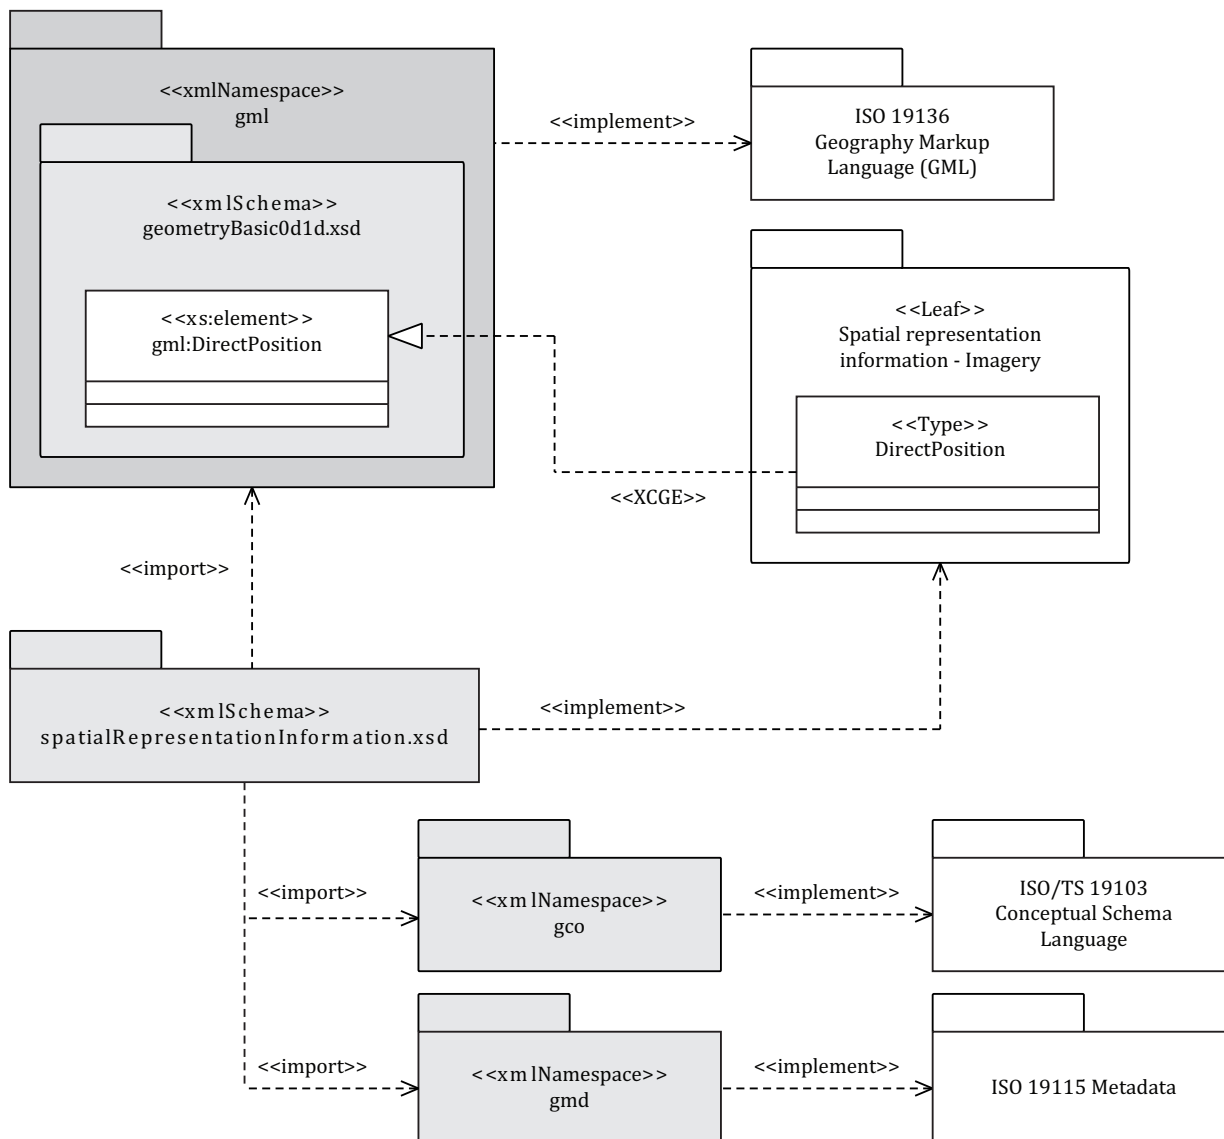 <<xmlNamespace>>
gml
<<implement>>
ISO 19136
Geography Markup
Language (GML)
<<xmlSchema>>
geometryBasic0d1d.xsd
<<xs:element>>
gml:DirectPosition
<<Leaf>>
Spatial representation
information - Imagery
<<Type>>
DirectPosition
<<XCGE>>
<<import>>
<<xmlSchema>>
spatialRepresentationInformation.xsd
<<implement>>
<<import>>
<<xmlNamespace>>
gco
<<implement>>
ISO/TS 19103
Conceptual Schema
Language
<<import>>
<<xmlNamespace>>
gmd
<<implement>>
ISO 19115 Metadata